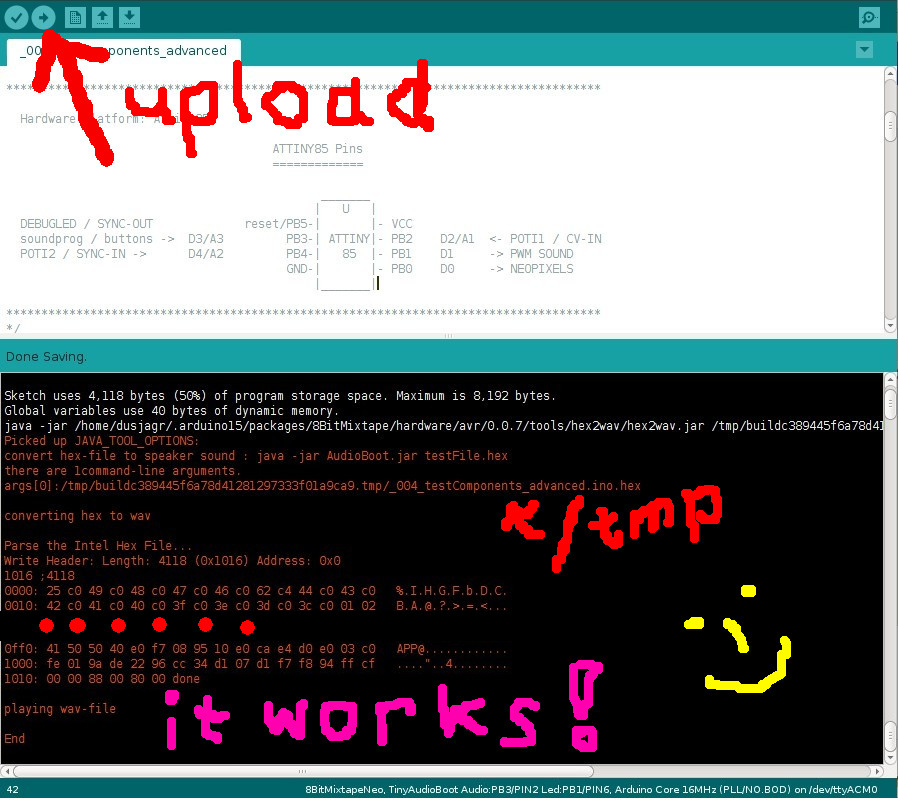 _00 ponents_advanced
upload
*************************************************************************************
Hardware Platform: A
ATTINY85 Pins
=============
_______
| U |
DEBUGLED / SYNC-OUT reset/PB5-| |- VCC
soundprog / buttons -> D3/A3 PB3-| ATTINY|- PB2 D2/A1 <- POTI1 / CV-IN
POTI2 / SYNC-IN -> D4/A2 PB4-| 85 |- PB1 D1 -> PWM SOUND
GND-| |- PB0 D0 -> NEOPIXELS
|_______|
*************************************************************************************
*/
Done Saving.
Sketch uses 4,118 bytes (50%) of program storage space. Maximum is 8,192 bytes.
Global variables use 40 bytes of dynamic memory.
java -jar /home/dusjagr/.arduino15/packages/8BitMixtape/hardware/avr/0.0.7/tools/hex2wav/hex2wav.jar /tmp/buildc389445f6a78d41
Picked up JAVA_TOOL_OPTIONS:
convert hex-file to speaker sound : java -jar AudioBoot.jar testFile.hex
there are 1command-line arguments.
args[0]:/tmp/buildc389445f6a78d41281297333f01a9ca9.tmp/_004_testComponents_advanced.ino.hex
</tmp
converting hex to wav
Parse the Intel Hex File...
Write Header: Length: 4118 (0x1016) Address: 0x0
1016 ;4118
0000: 25 c0 49 c0 48 c0 47 c0 46 c0 62 c4 44 c0 43 c0 %.I.H.G.F.b.D.C.
0010: 42 c0 41 c0 40 c0 3f c0 3e c0 3d c0 3c c0 01 02 B.A.@.?.>.=.<...
0ff0: 41 50 50 40 e0 f7 08 95 10 e0 ca e4 d0 e0 03 c0 APP@............
1000: fe 01 9a de 22 96 cc 34 d1 07 d1 f7 f8 94 ff cf ...."..4........
1010: 00 00 88 00 80 00 done
it works!
playing wav-file
End
42 8BitMixtapeNeo, TinyAudioBoot Audio:PB3/PIN2 Led:PB1/PIN6, Arduino Core 16MHz (PLL/NO.BOD) on /dev/ttyACM0